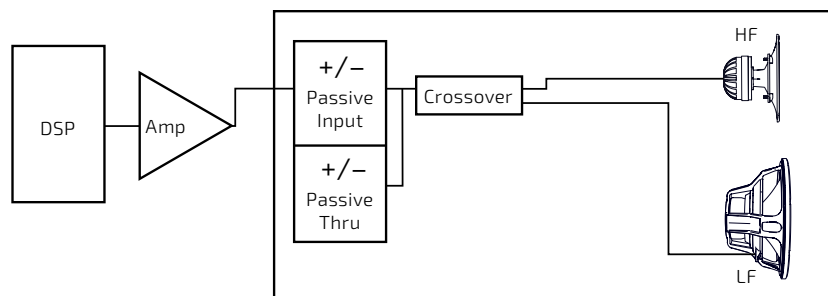 HF
+/–
Passive
Input
Crossover
DSP
Amp
+/–
Passive
Thru
LF